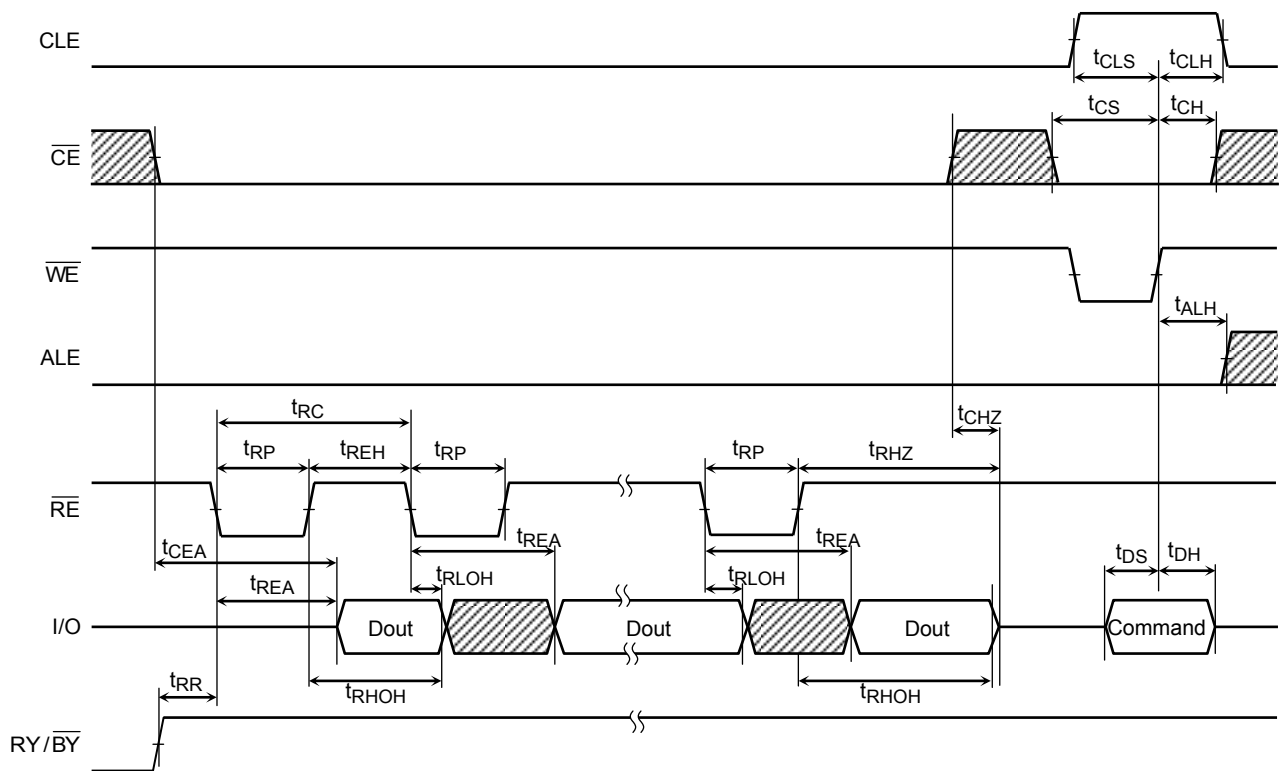 CLE
tCLS tCLH
tCS tCH
CE
WE
tALH
ALE
tRC
tCHZ
tRP tREH tRP tRP tRHZ
RE
tCEA tREA tREA
tREA tRLOH tRLOH tDS tDH
I/O Dout Dout Dout Command
tRR tRHOH tRHOH
RY/BY